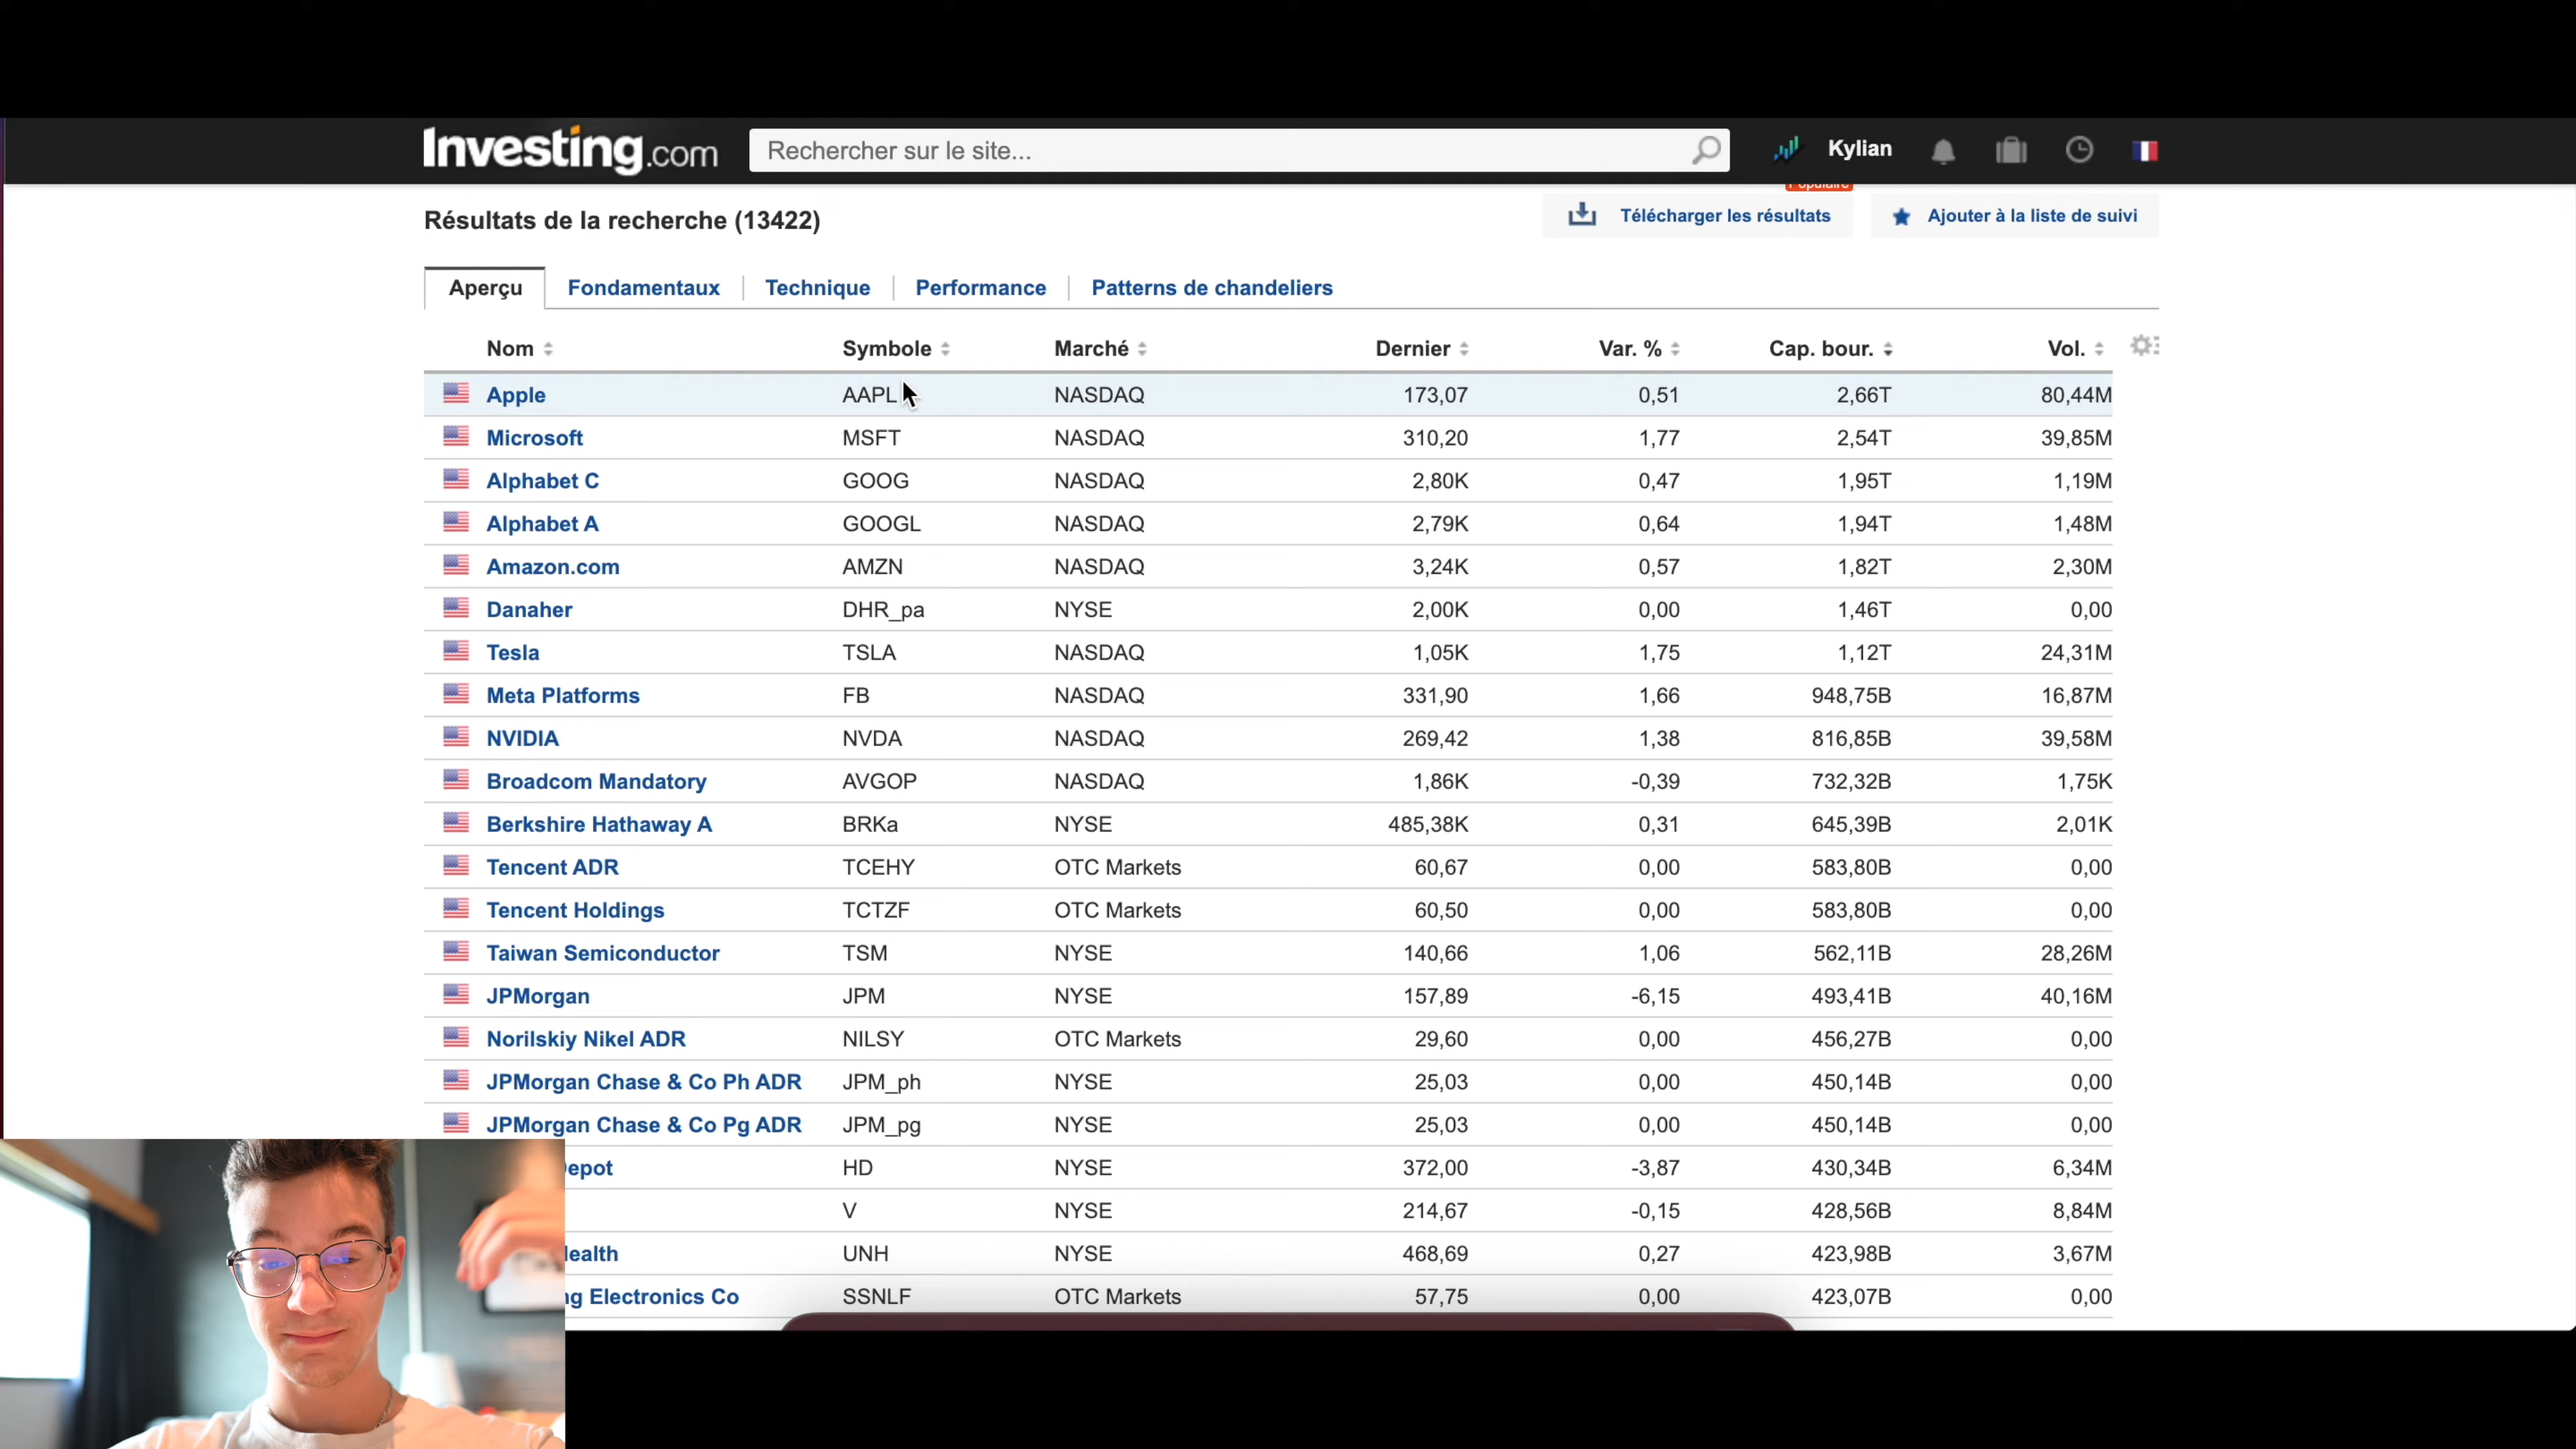 Investing.com Rechercher sur le site... Kylian
Résultats de la recherche (13422) Télécharger les résultats Ajouter à la liste de suivi
Aperçu Fondamentaux Technique Performance Patterns de chandeliers
Nom Symbole Marché Dernier Var. % Cap. bour. Vol.
Apple AAPL NASDAQ 173,07 0,51 2,66T 80,44M
Microsoft MSFT NASDAQ 310,20 1,77 2,54T 39,85M
Alphabet C GOOG NASDAQ 2,80K 0,47 1,95T 1,19M
Alphabet A GOOGL NASDAQ 2,79K 0,64 1,94T 1,48M
Amazon.com AMZN NASDAQ 3,24K 0,57 1,82T 2,30M
Danaher DHR_pa NYSE 2,00K 0,00 1,46T 0,00
Tesla TSLA NASDAQ 1,05K 1,75 1,12T 24,31M
Meta Platforms FB NASDAQ 331,90 1,66 948,75B 16,87M
NVIDIA NVDA NASDAQ 269,42 1,38 816,85B 39,58M
Broadcom Mandatory AVGOP NASDAQ 1,86K -0,39 732,32B 1,75K
Berkshire Hathaway A BRKa NYSE 485,38K 0,31 645,39B 2,01K
Tencent ADR TCEHY OTC Markets 60,67 0,00 583,80B 0,00
Tencent Holdings TCTZF OTC Markets 60,50 0,00 583,80B 0,00
Taiwan Semiconductor TSM NYSE 140,66 1,06 562,11B 28,26M
JPMorgan JPM NYSE 157,89 -6,15 493,41B 40,16M
Norilskiy Nikel ADR NILSY OTC Markets 29,60 0,00 456,27B 0,00
JPMorgan Chase & Co Ph ADR JPM_ph NYSE 25,03 0,00 450,14B 0,00
JPMorgan Chase & Co Pg ADR JPM_pg NYSE 25,03 0,00 450,14B 0,00
epot HD NYSE 372,00 -3,87 430,34B 6,34M
V NYSE 214,67 -0,15 428,56B 8,84M
ealth UNH NYSE 468,69 0,27 423,98B 3,67M
ng Electronics Co SSNLF OTC Markets 57,75 0,00 423,07B 0,00